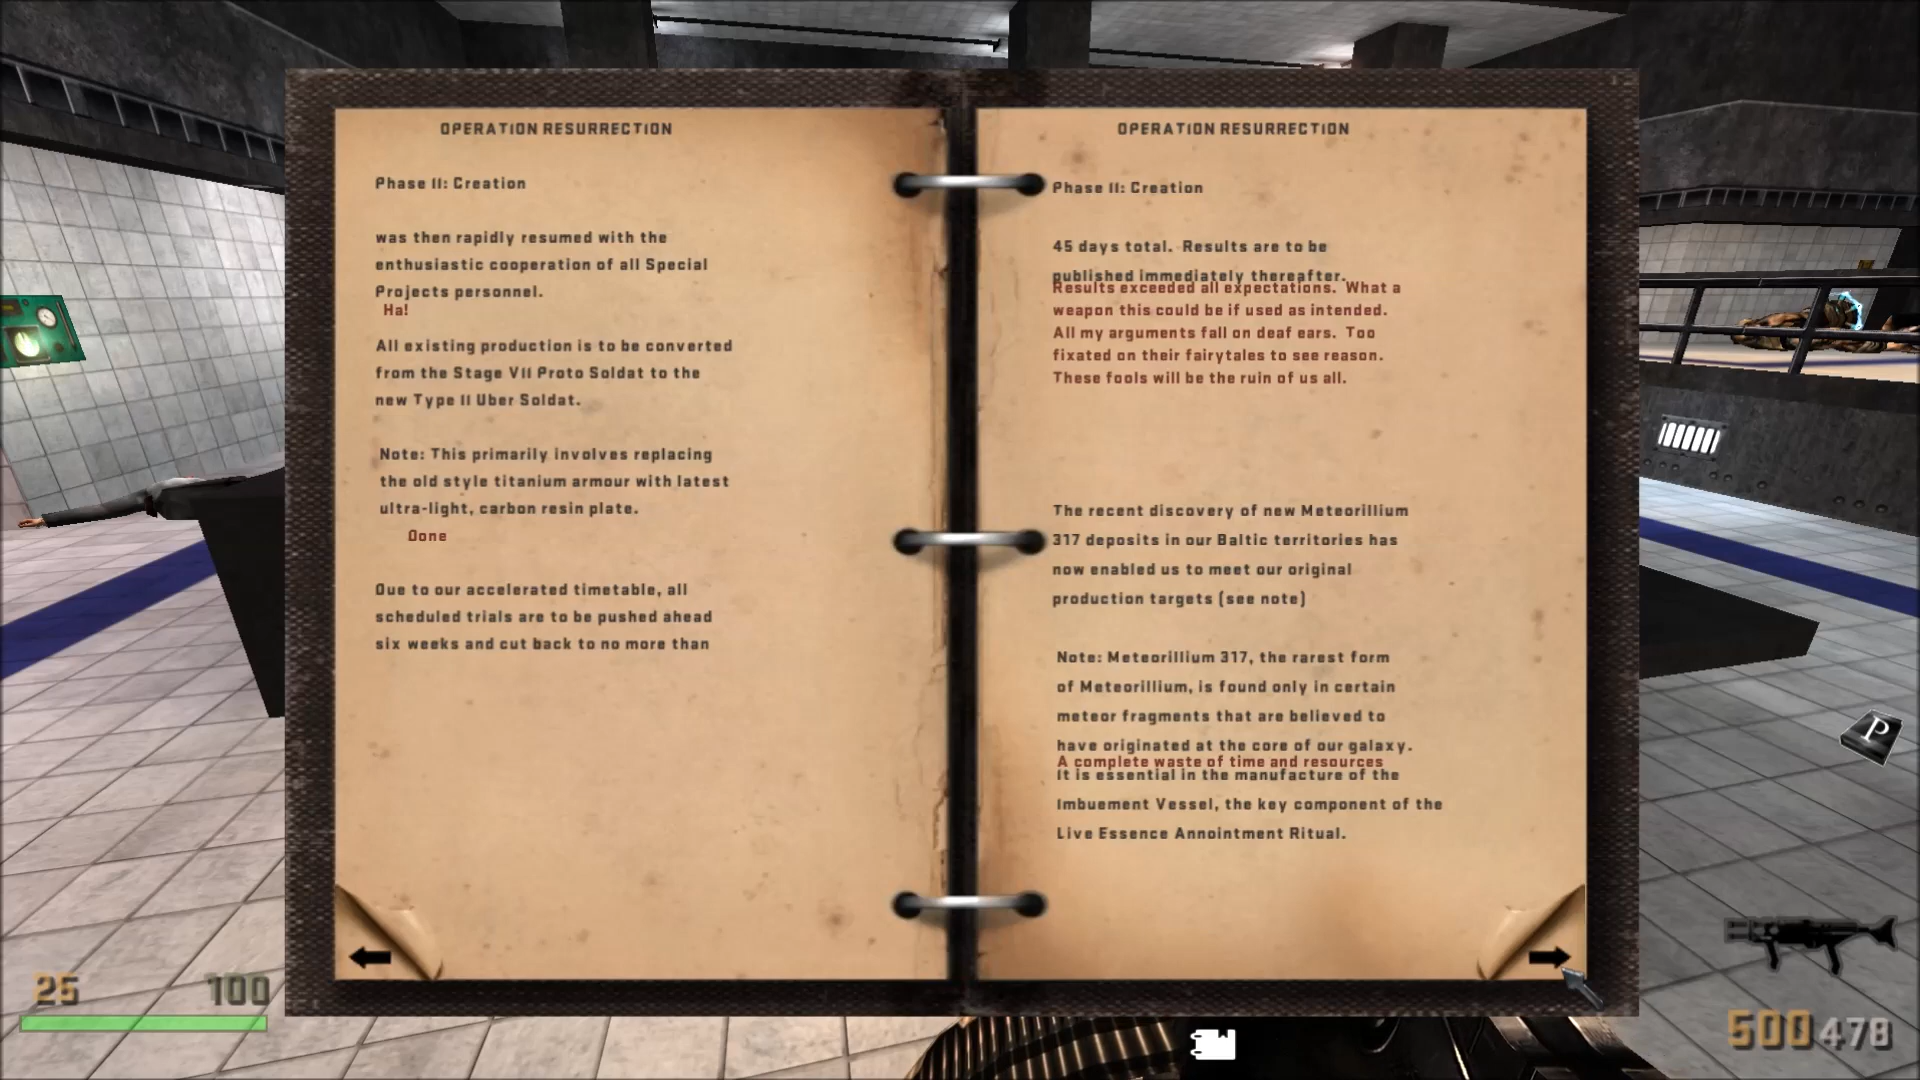 OPERATION RESURRECTION
Phase II: Creation
was then rapidly resumed with the
enthusiastic cooperation of all Special
Projects personnel.
Ha!
All existing production is to be converted
from the Stage VII Proto Soldat to the
new Type II Uber Soldat.
Note: This primarily involves replacing
the old style titanium armour with latest
ultra-light, carbon resin plate.
Done
Due to our accelerated timetable, all
scheduled trials are to be pushed ahead
six weeks and cut back to no more than
OPERATION RESURRECTION
Phase II: Creation
45 days total. Results are to be
published immediately thereafter.
Results exceeded all expectations. What a
weapon this could be if used as intended.
All my arguments fall on deaf ears. Too
fixated on their fairytales to see reason.
These fools will be the ruin of us all.
The recent discovery of new Meteorillium
317 deposits in our Baltic territories has
now enabled us to meet our original
production targets (see note)
Note: Meteorillium 317, the rarest form
of Meteorillium, is found only in certain
meteor fragments that are believed to
have originated at the core of our galaxy.
A complete waste of time and resources
It is essential in the manufacture of the
Imbuement Vessel, the key component of the
Live Essence Annointment Ritual.
P
25 100
500 478